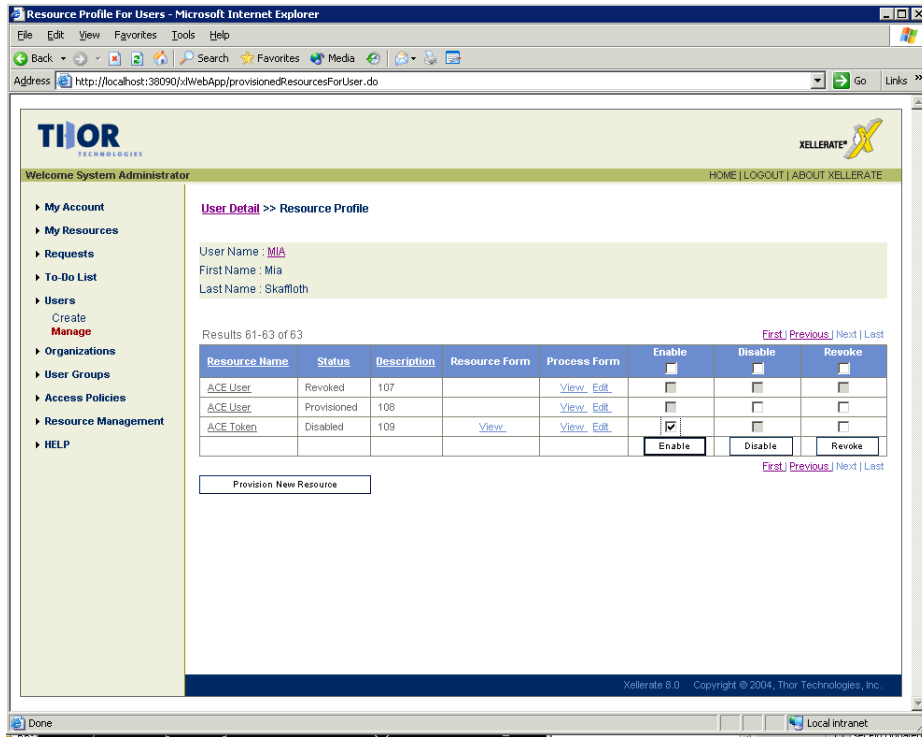 Resource Profile For Users - Microsoft Internet Explorer
File Edit View Favorites Tools Help
Back Search Favorites Media
Address http://localhost:38090/xlWebApp/provisionedResourcesForUser.do Go Links »
THOR
TECHNOLOGIES
XELLERATE
Welcome System Administrator HOME | LOGOUT | ABOUT XELLERATE
My Account
My Resources
Requests
To-Do List
Users
Create
Manage
Organizations
User Groups
Access Policies
Resource Management
HELP
User Detail >> Resource Profile
User Name : MIA
First Name : Mia
Last Name : Skaffloth
Results 61-63 of 63 First | Previous | Next | Last
Resource Name Status Description Resource Form Process Form Enable Disable Revoke
ACE User Revoked 107 View Edit
ACE User Provisioned 108 View Edit
ACE Token Disabled 109 View View Edit
Enable Disable Revoke
First | Previous | Next | Last
Provision New Resource
Xellerate 8.0 Copyright © 2004, Thor Technologies, Inc.
Done Local intranet